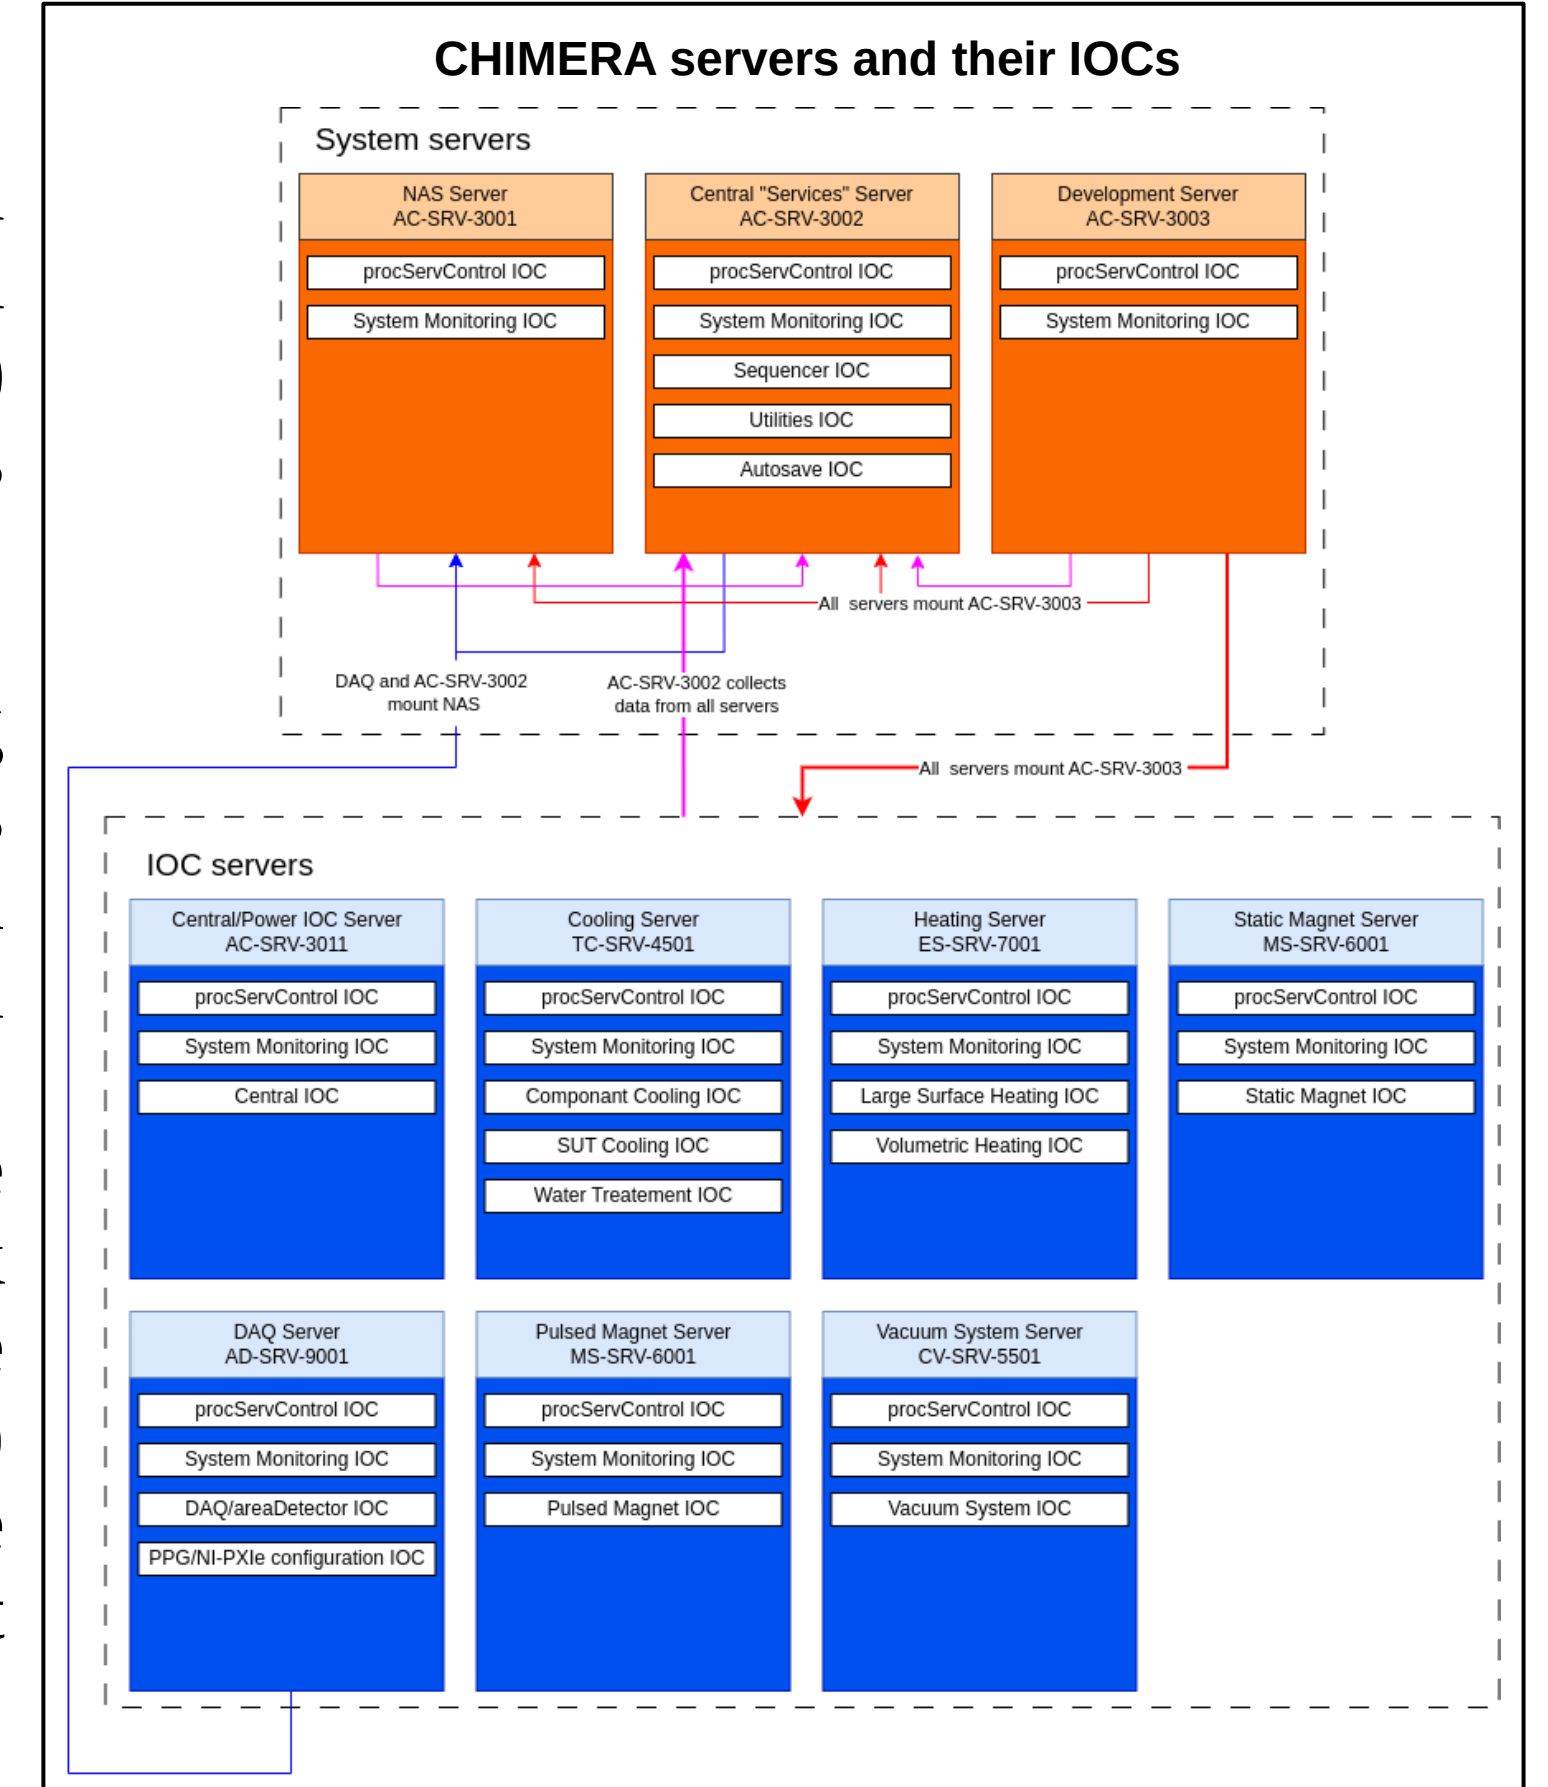 CHIMERA servers and their IOCs
System servers
NAS Server
AC-SRV-3001
procServControl IOC
System Monitoring IOC
Central "Services" Server
AC-SRV-3002
procServControl IOC
System Monitoring IOC
Sequencer IOC
Utilities IOC
Autosave IOC
Development Server
AC-SRV-3003
procServControl IOC
System Monitoring IOC
All servers mount AC-SRV-3003
DAQ and AC-SRV-3002
mount NAS
AC-SRV-3002 collects
data from all servers
All servers mount AC-SRV-3003
IOC servers
Central/Power IOC Server
AC-SRV-3011
procServControl IOC
System Monitoring IOC
Central IOC
Cooling Server
TC-SRV-4501
procServControl IOC
System Monitoring IOC
Componant Cooling IOC
SUT Cooling IOC
Water Treatement IOC
Heating Server
ES-SRV-7001
procServControl IOC
System Monitoring IOC
Large Surface Heating IOC
Volumetric Heating IOC
Static Magnet Server
MS-SRV-6001
procServControl IOC
System Monitoring IOC
Static Magnet IOC
DAQ Server
AD-SRV-9001
procServControl IOC
System Monitoring IOC
DAQ/areaDetector IOC
PPG/NI-PXIe configuration IOC
Pulsed Magnet Server
MS-SRV-6001
procServControl IOC
System Monitoring IOC
Pulsed Magnet IOC
Vacuum System Server
CV-SRV-5501
procServControl IOC
System Monitoring IOC
Vacuum System IOC